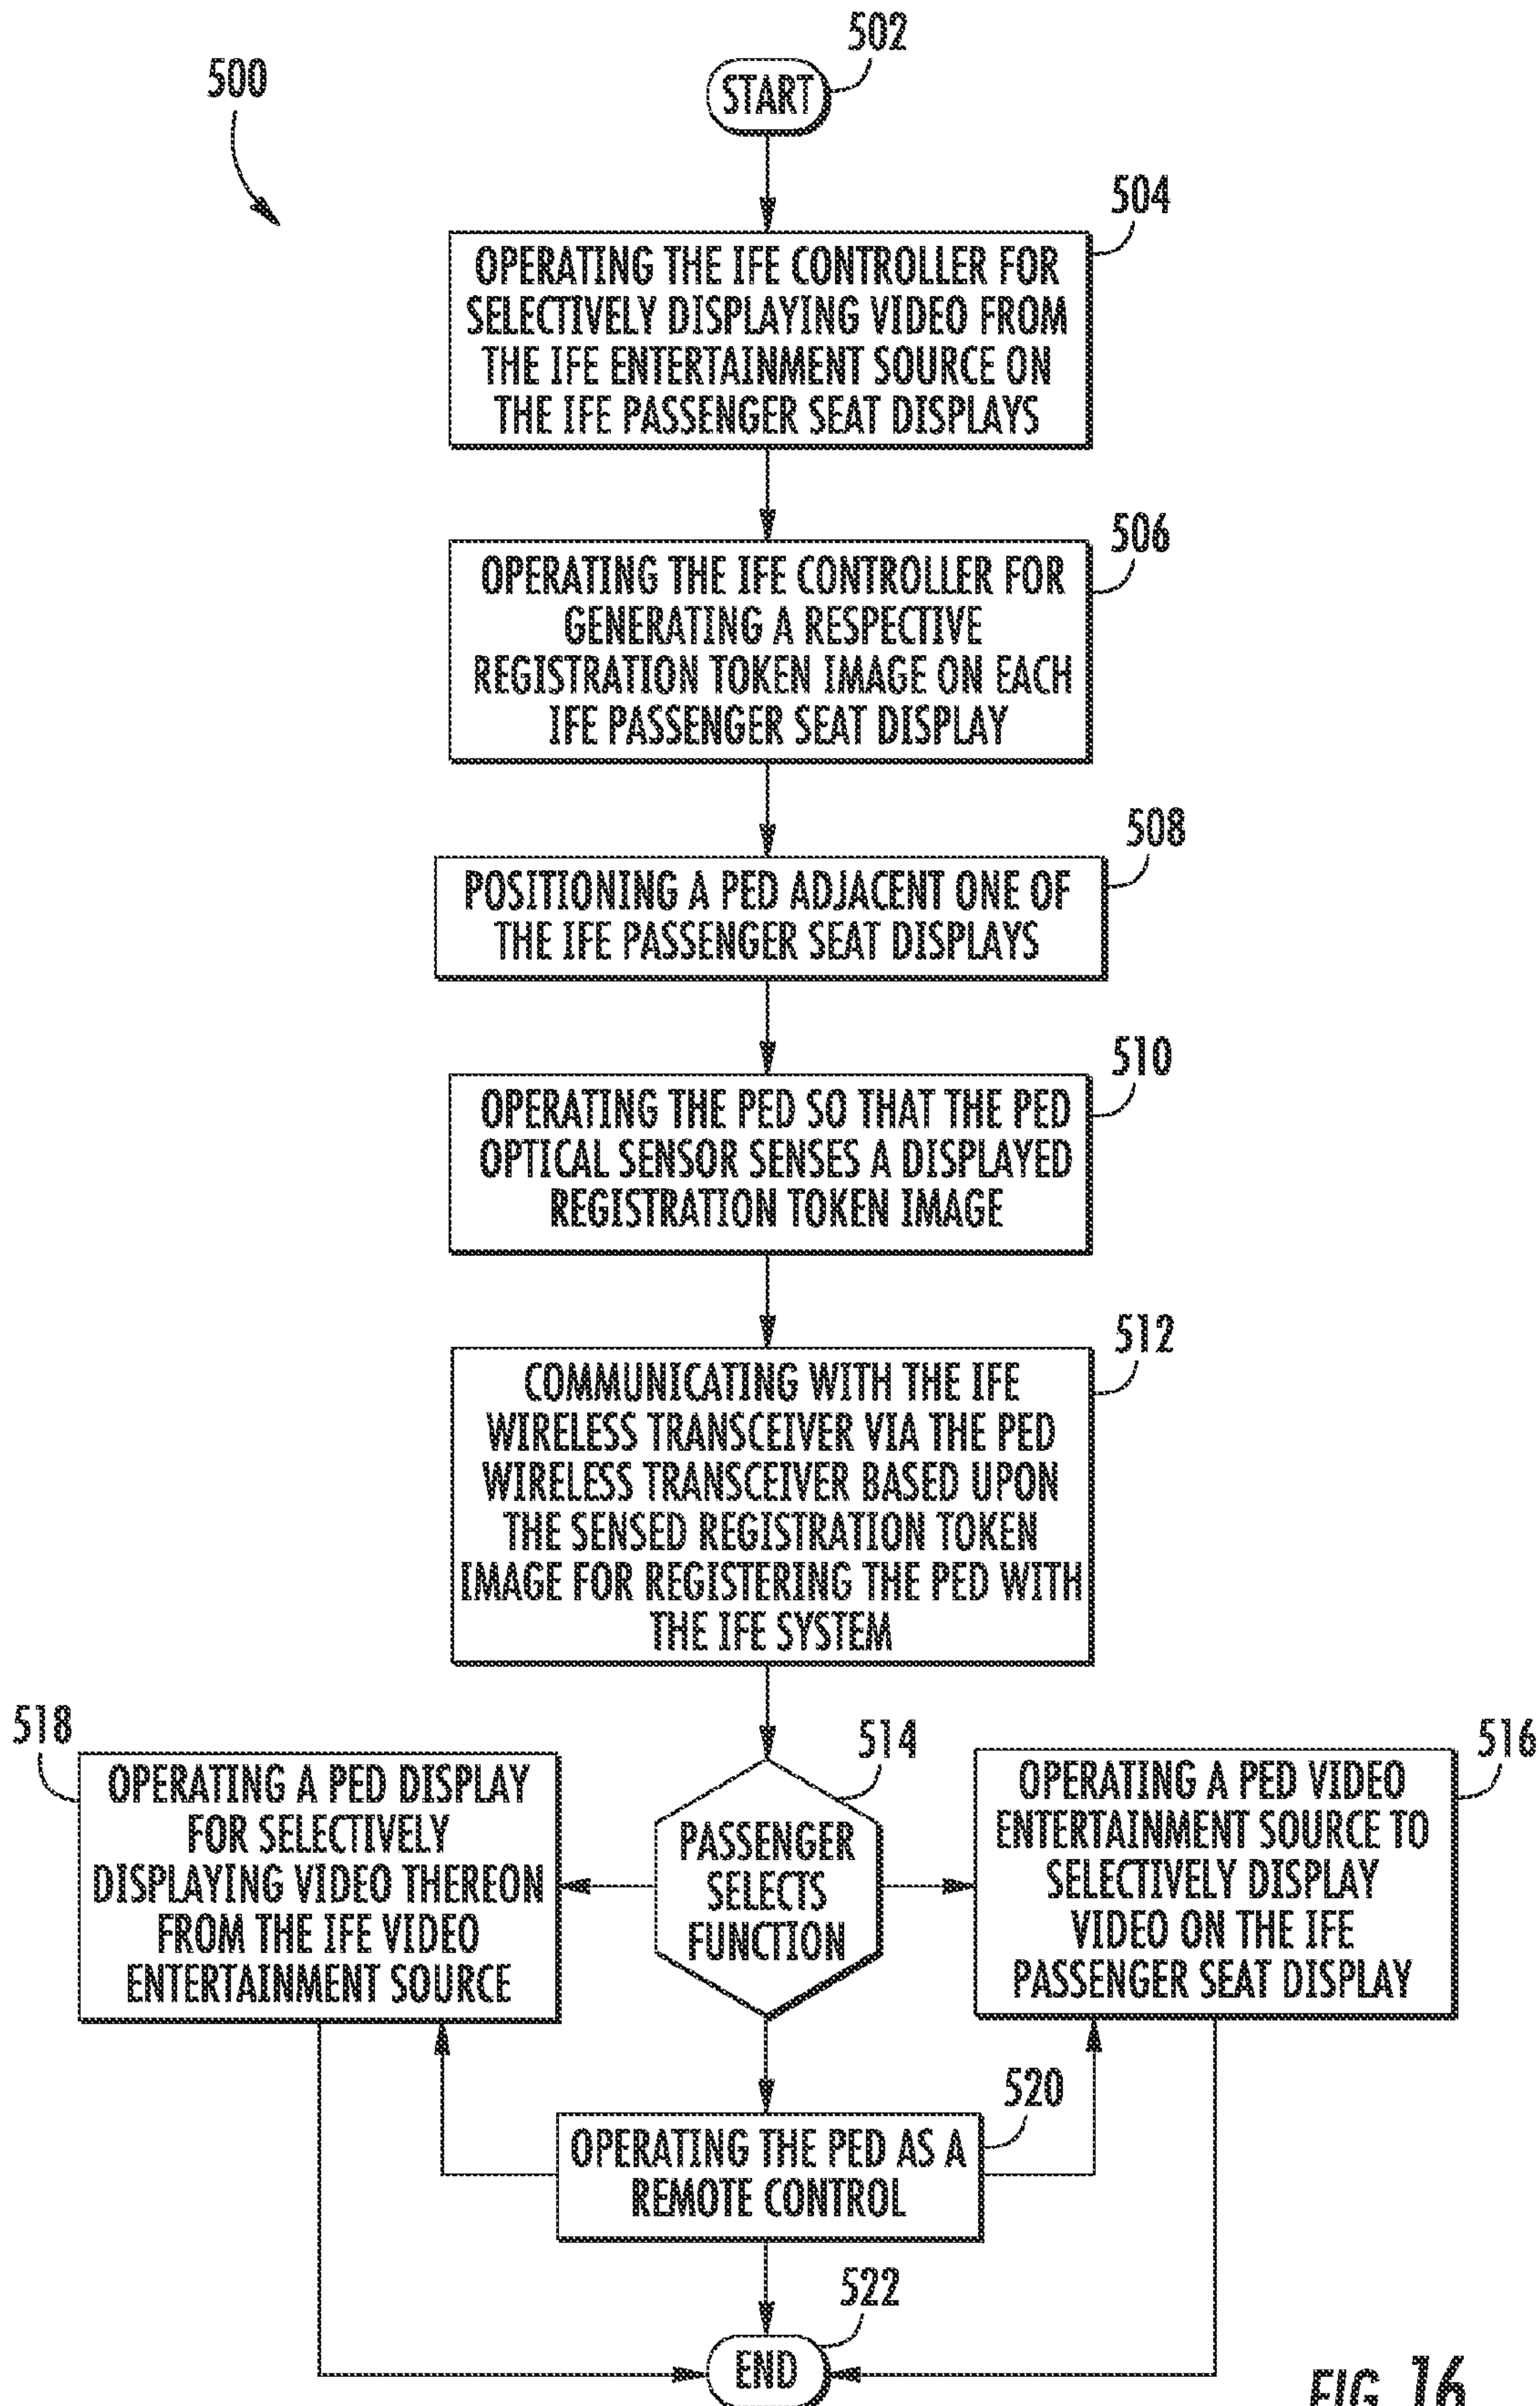 502
500
START
504
OPERATING THE IFE CONTROLLER FOR
SELECTIVELY DISPLAYING VIDEO FROM
THE IFE ENTERTAINMENT SOURCE ON
THE IFE PASSENGER SEAT DISPLAYS
506
OPERATING THE IFE CONTROLLER FOR
GENERATING A RESPECTIVE
REGISTRATION TOKEN IMAGE ON EACH
IFE PASSENGER SEAT DISPLAY
508
POSITIONING A PED ADJACENT ONE OF
THE IFE PASSENGER SEAT DISPLAYS
510
OPERATING THE PED SO THAT THE PED
OPTICAL SENSOR SENSES A DISPLAYED
REGISTRATION TOKEN IMAGE
512
COMMUNICATING WITH THE IFE
WIRELESS TRANSCEIVER VIA THE PED
WIRELESS TRANSCEIVER BASED UPON
THE SENSED REGISTRATION TOKEN
IMAGE FOR REGISTERING THE PED WITH
THE IFE SYSTEM
518
OPERATING A PED DISPLAY
FOR SELECTIVELY
DISPLAYING VIDEO THEREON
FROM THE IFE VIDEO
ENTERTAINMENT SOURCE
514
PASSENGER
SELECTS
FUNCTION
516
OPERATING A PED VIDEO
ENTERTAINMENT SOURCE TO
SELECTIVELY DISPLAY
VIDEO ON THE IFE
PASSENGER SEAT DISPLAY
520
OPERATING THE PED AS A
REMOTE CONTROL
522
END
FIG. 16